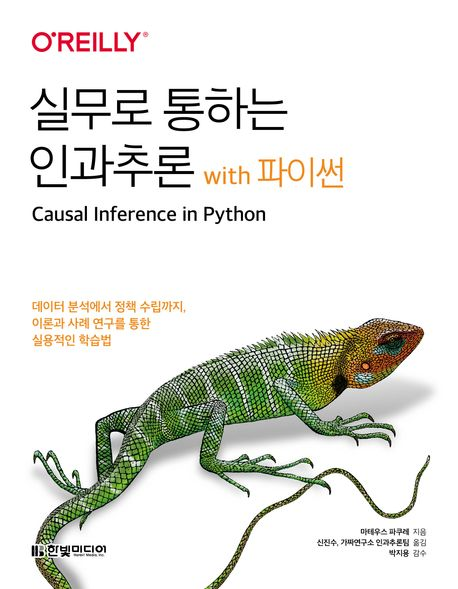 O'REILLY®
실무로 통하는
인과추론 with 파이썬
Causal Inference in Python
데이터 분석에서 정책 수립까지,
이론과 사례 연구를 통한
실용적인 학습법
마테우스 파쿠레 지음
신진수, 가짜연구소 인과추론팀 옮김
박지용 감수
한빛미디어
Hanbit Media, Inc.